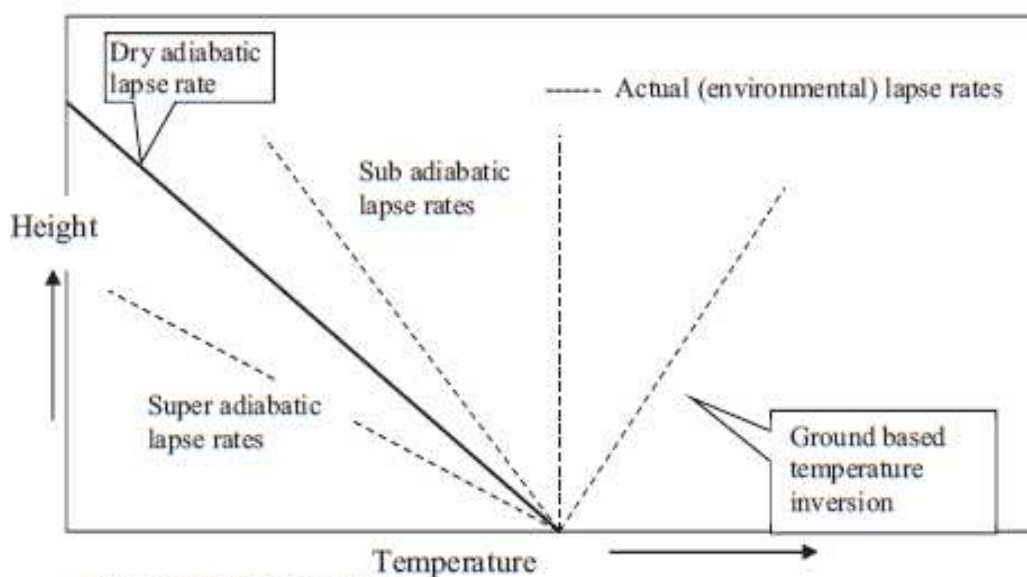 Dry adiabatic
lapse rate
Actual (environmental) lapse rates
Sub adiabatic
lapse rates
Height
Super adiabatic
lapse rates
Ground based
temperature
inversion
Temperature